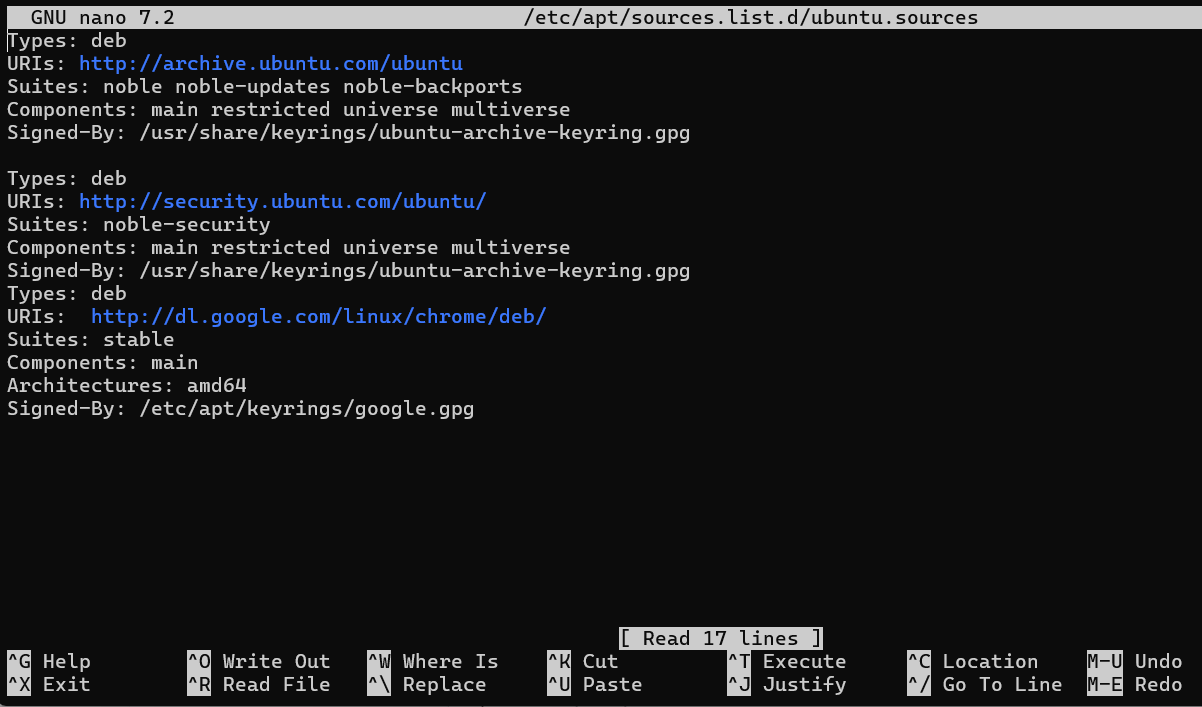 GNU nano 7.2 /etc/apt/sources.list.d/ubuntu.sources
Types: deb
URIs: http://archive.ubuntu.com/ubuntu
Suites: noble noble-updates noble-backports
Components: main restricted universe multiverse
Signed-By: /usr/share/keyrings/ubuntu-archive-keyring.gpg

Types: deb
URIs: http://security.ubuntu.com/ubuntu/
Suites: noble-security
Components: main restricted universe multiverse
Signed-By: /usr/share/keyrings/ubuntu-archive-keyring.gpg
Types: deb
URIs:  http://dl.google.com/linux/chrome/deb/
Suites: stable
Components: main
Architectures: amd64
Signed-By: /etc/apt/keyrings/google.gpg
[ Read 17 lines ]
^G Help ^O Write Out ^W Where Is ^K Cut ^T Execute ^C Location M-U Undo
^X Exit ^R Read File ^\ Replace ^U Paste ^J Justify ^/ Go To Line M-E Redo